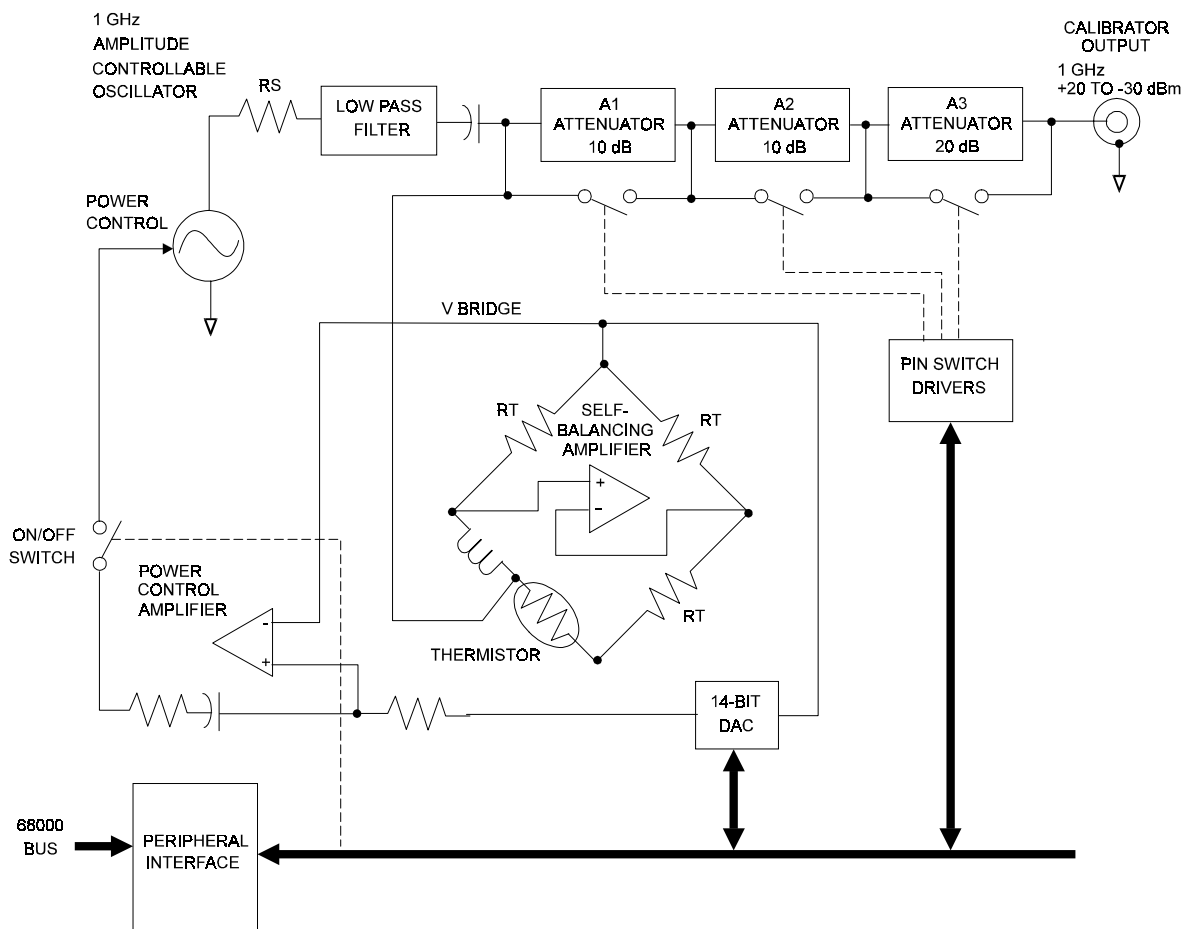 1 GHz
AMPLITUDE
CONTROLLABLE
OSCILLATOR
RS
LOW PASS
FILTER
A1
ATTENUATOR
10 dB
A2
ATTENUATOR
10 dB
A3
ATTENUATOR
20 dB
CALIBRATOR
OUTPUT
1 GHz
+20 TO -30 dBm
POWER
CONTROL
V BRIDGE
PIN SWITCH
DRIVERS
RT
SELF-
BALANCING
AMPLIFIER
RT
+
-
ON/OFF
SWITCH
POWER
CONTROL
AMPLIFIER
-
+
RT
THERMISTOR
14-BIT
DAC
68000
BUS
PERIPHERAL
INTERFACE